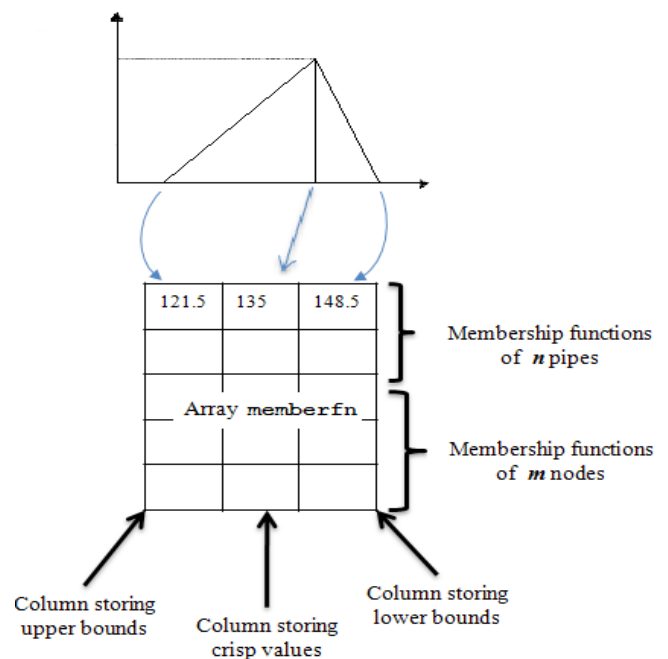 121.5 135 148.5
Membership functions
of n pipes
Array memberfn
Membership functions
of m nodes
Column storing
upper bounds
Column storing
crisp values
Column storing
lower bounds